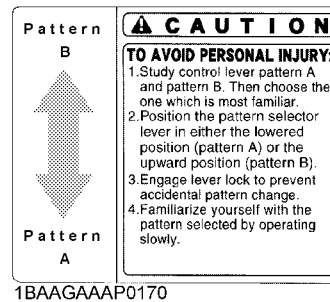 Pattern
B
Pattern
A
CAUTION
TO AVOID PERSONAL INJURY:
1.Study control lever pattern A
and pattern B. Then choose the
one which is most familiar.
2.Position the pattern selector
lever in either the lowered
position (pattern A) or the
upward position (pattern B).
3.Engage lever lock to prevent
accidental pattern change.
4.Familiarize yourself with the
pattern selected by operating
slowly.
1BAAGAAAP0170